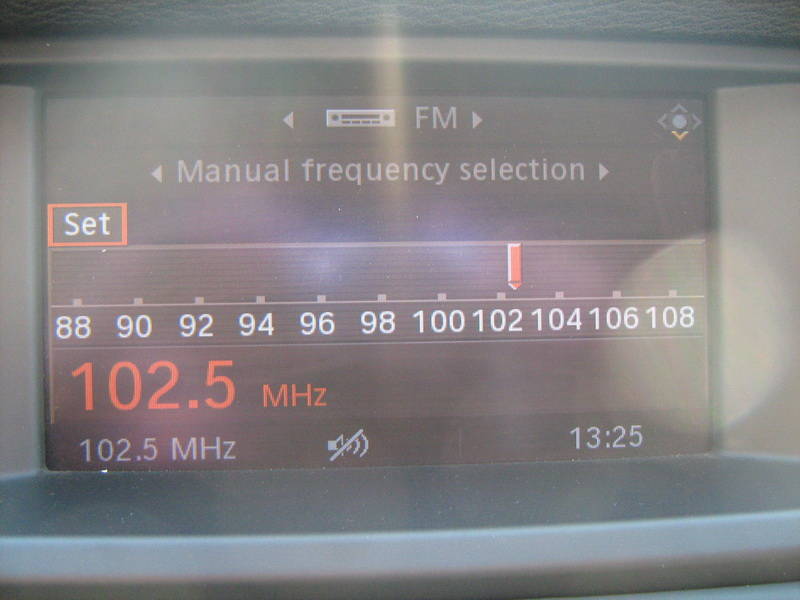 FM
Manual frequency selection
Set
88 90 92 94 96 98 100 102 104 106 108
102.5 MHz
102.5 MHz 13:25